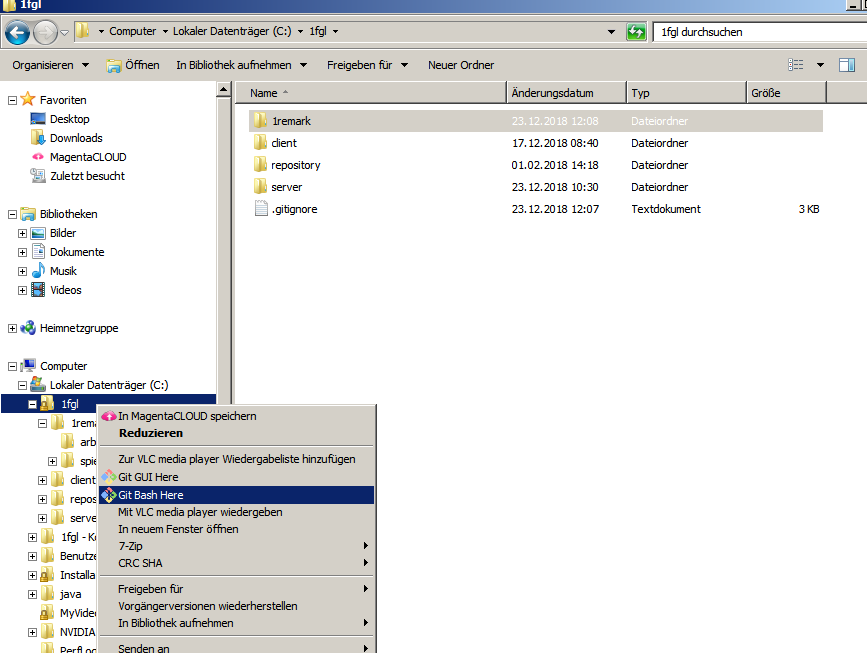 1fgl
Computer Lokaler Datenträger (C:) 1fgl
1fgl durchsuchen
Organisieren Öffnen In Bibliothek aufnehmen Freigeben für Neuer Ordner
Favoriten
Desktop
Downloads
MagentaCLOUD
Zuletzt besucht
Bibliotheken
Bilder
Dokumente
Musik
Videos
Heimnetzgruppe
Computer
Lokaler Datenträger (C:)
1fgl
1rema
arb
spie
client
repos
serve
1fgl - Ko
Benutze
Installa
java
MyVide
NVIDIA
PerfLog
Name Änderungsdatum Typ Größe
1remark 23.12.2018 12:08 Dateiordner
client 17.12.2018 08:40 Dateiordner
repository 01.02.2018 14:18 Dateiordner
server 23.12.2018 10:30 Dateiordner
.gitignore 23.12.2018 12:07 Textdokument 3 KB
In MagentaCLOUD speichern
Reduzieren
Zur VLC media player Wiedergabeliste hinzufügen
Git GUI Here
Git Bash Here
Mit VLC media player wiedergeben
In neuem Fenster öffnen
7-Zip
CRC SHA
Freigeben für
Vorgängerversionen wiederherstellen
In Bibliothek aufnehmen
Senden an